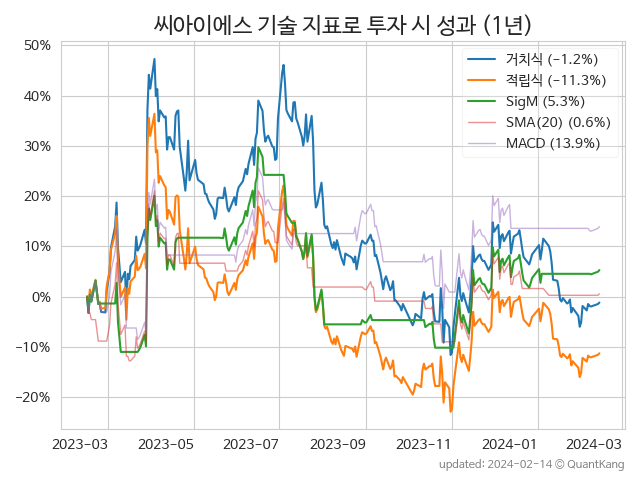 씨아이에스 기술 지표로 투자 시 성과 (1년)
50%
40%
30%
20%
10%
0%
−10%
−20%
거치식 (−1.2%)
적립식 (−11.3%)
SigM (5.3%)
SMA(20) (0.6%)
MACD (13.9%)
2023-03
2023-05
2023-07
2023-09
2023-11
2024-01
2024-03
updated: 2024-02-14 © QuantKang